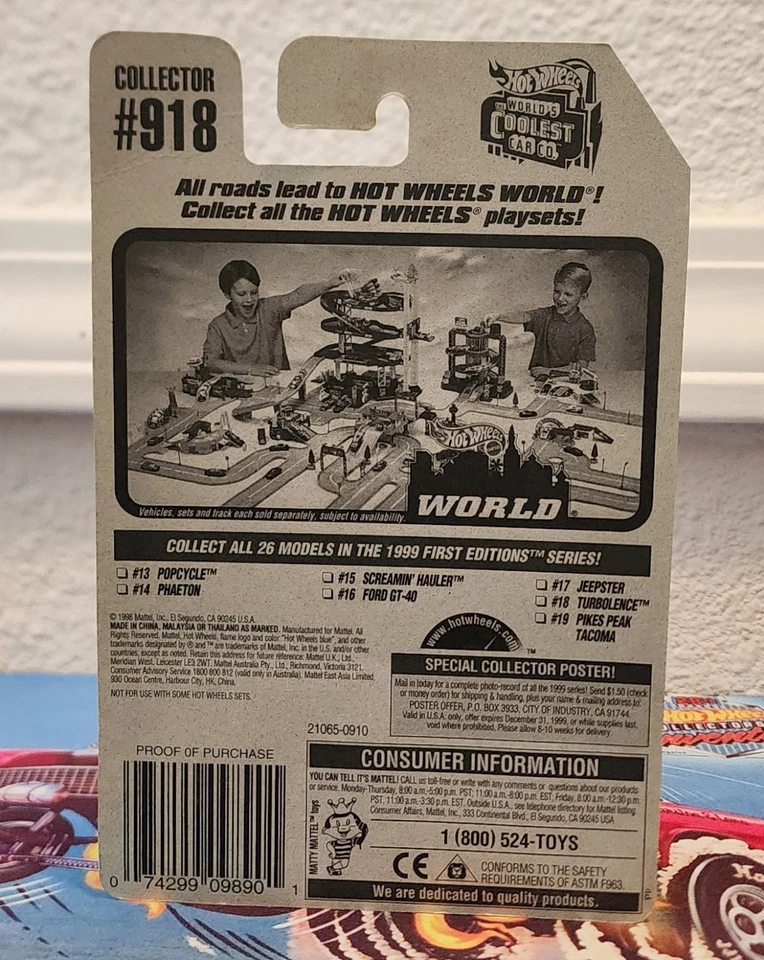 COLLECTOR
#918
Hot Wheels
THE WORLD'S
COOLEST
CAR CO.™
All roads lead to HOT WHEELS WORLD®!
Collect all the HOT WHEELS® playsets!
Hot Wheels
WORLD®
Vehicles, sets and track each sold separately, subject to availability.
COLLECT ALL 26 MODELS IN THE 1999 FIRST EDITIONS™ SERIES!
#13 POPCYCLE™
#14 PHAETON
#15 SCREAMIN' HAULER™
#16 FORD GT-40
#17 JEEPSTER
#18 TURBOLENCE™
#19 PIKES PEAK
TACOMA
© 1998 Mattel, Inc., El Segundo, CA 90245 U.S.A.
MADE IN CHINA, MALAYSIA OR THAILAND AS MARKED. Manufactured for Mattel. All
Rights Reserved. Mattel, Hot Wheels, flame logo and color "Hot Wheels blue", and other
trademarks designated by ® and ™ are trademarks of Mattel, Inc. in the U.S. and/or other
countries, except as noted. Retain this address for future reference: Mattel U.K., Ltd.,
Meridian West, Leicester LE3 2WT. Mattel Australia Pty., Ltd., Richmond, Victoria 3121.
Consumer Advisory Service 1800 800 812 (valid only in Australia). Mattel East Asia Limited,
930 Ocean Centre, Harbour City, HK, China.
NOT FOR USE WITH SOME HOT WHEELS SETS.
www.hotwheels.com ™
SPECIAL COLLECTOR POSTER!
Mail in today for a complete photo-record of all the 1999 series! Send $1.50 (check
or money order) for shipping & handling, plus your name & mailing address to:
POSTER OFFER, P.O. BOX 3933, CITY OF INDUSTRY, CA 91744.
Valid in U.S.A. only, offer expires December 31, 1999, or while supplies last,
void where prohibited. Please allow 8-10 weeks for delivery.
21065-0910
PROOF OF PURCHASE
0 74299 09890 1
CONSUMER INFORMATION
YOU CAN TELL IT'S MATTEL! CALL us toll-free or write with any comments or questions about our products
or service. Monday-Thursday, 8:00 a.m.-5:00 p.m. PST; 11:00 a.m.-8:00 p.m. EST; Friday, 8:00 a.m.-12:30 p.m.
PST, 11:00 a.m.-3:30 p.m. EST. Outside U.S.A., see telephone directory for Mattel listing.
Consumer Affairs, Mattel, Inc., 333 Continental Blvd., El Segundo, CA 90245 USA
MATTY MATTEL™ toys
1 (800) 524-TOYS
CE
CONFORMS TO THE SAFETY
REQUIREMENTS OF ASTM F963.
We are dedicated to quality products.
PP